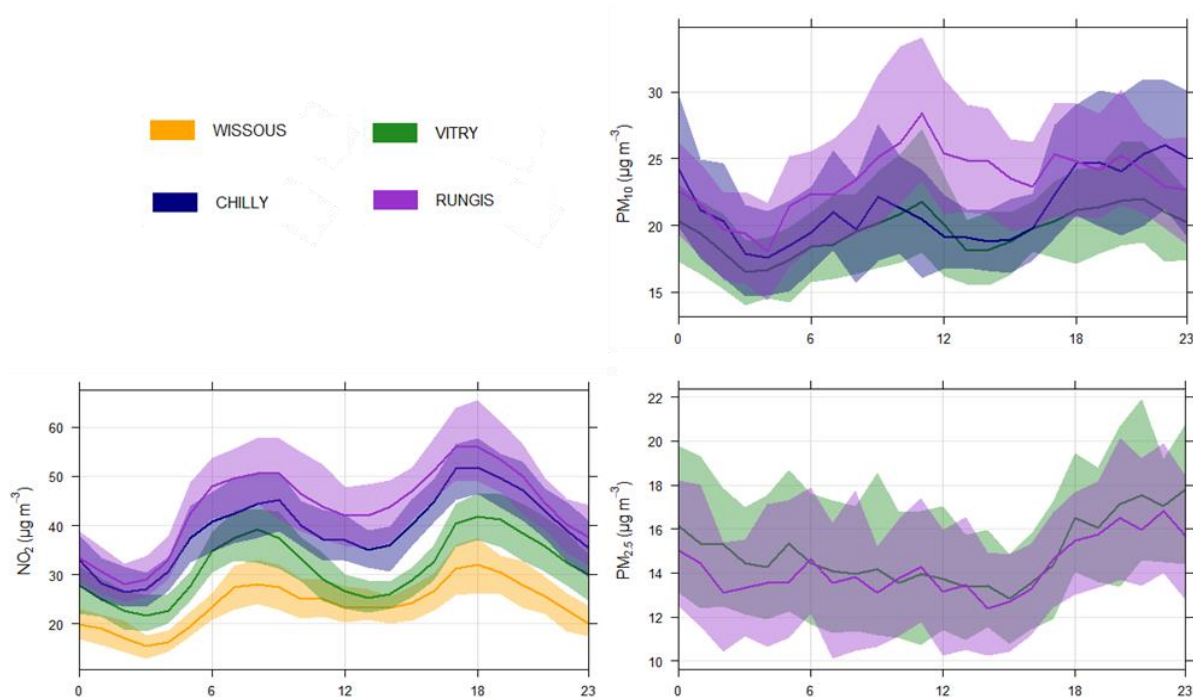 WISSOUS
VITRY
CHILLY
RUNGIS
PM₁₀ (µg m⁻³)
30
25
20
15
0 6 12 18 23
NO₂ (µg m⁻³)
60
50
40
30
20
0 6 12 18 23
PM₂.₅ (µg m⁻³)
22
20
18
16
14
12
10
0 6 12 18 23